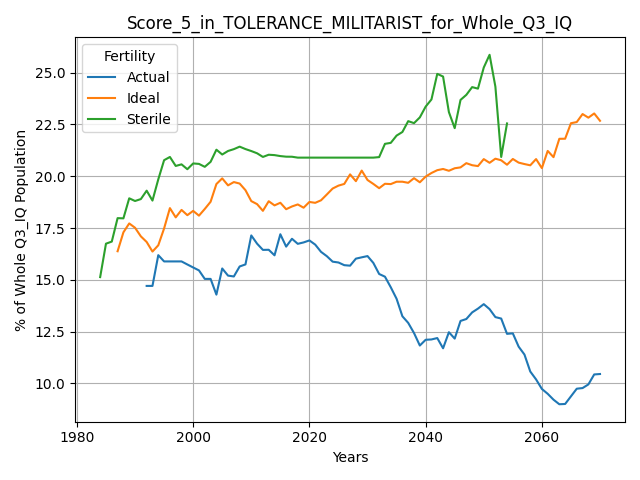 Score_5_in_TOLERANCE_MILITARIST_for_Whole_Q3_IQ
Fertility
Actual
Ideal
Sterile
% of Whole Q3_IQ Population
25.0
22.5
20.0
17.5
15.0
12.5
10.0
1980
2000
2020
2040
2060
Years